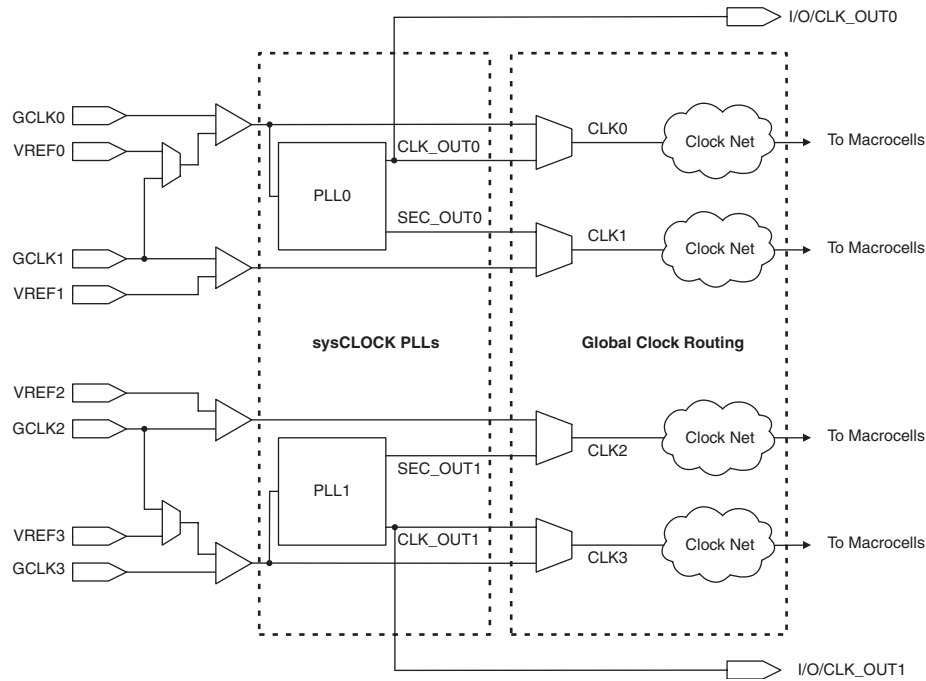 I/O/CLK_OUT0
GCLK0
VREF0
CLK_OUT0
CLK0
Clock Net
To Macrocells
PLL0
SEC_OUT0
GCLK1
CLK1
Clock Net
To Macrocells
VREF1
sysCLOCK PLLs
Global Clock Routing
VREF2
GCLK2
Clock Net
To Macrocells
CLK2
SEC_OUT1
PLL1
VREF3
CLK_OUT1
Clock Net
To Macrocells
CLK3
GCLK3
I/O/CLK_OUT1